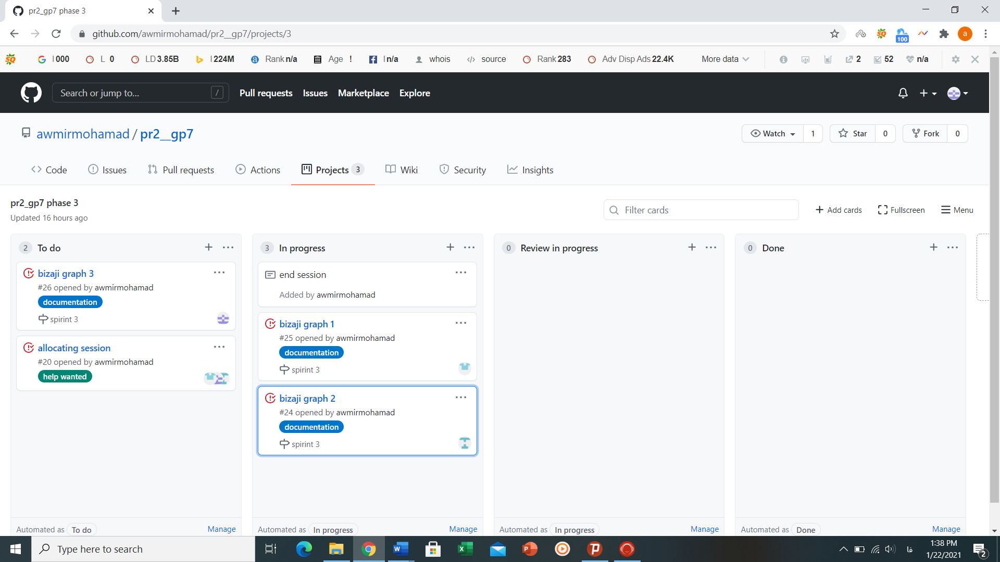 pr2_gp7 phase 3
github.com/awmirmohamad/pr2__gp7/projects/3
100
a
SQ
I 000
L 0
LD 3.85B
I 224M
Rank n/a
Age !
I n/a
whois
source
Rank 283
Adv Disp Ads 22.4K
More data
2
52
n/a
Search or jump to...
/
Pull requests
Issues
Marketplace
Explore
awmirmohamad / pr2__gp7
Watch 1
Star 0
Fork 0
Code
Issues
Pull requests
Actions
Projects 3
Wiki
Security
Insights
pr2_gp7 phase 3
Updated 16 hours ago
Filter cards
Add cards
Fullscreen
Menu
2 To do
bizaji graph 3
#26 opened by awmirmohamad
documentation
spirint 3
allocating session
#20 opened by awmirmohamad
help wanted
Automated as To do
Manage
3 In progress
end session
Added by awmirmohamad
bizaji graph 1
#25 opened by awmirmohamad
documentation
spirint 3
bizaji graph 2
#24 opened by awmirmohamad
documentation
spirint 3
Automated as In progress
Manage
0 Review in progress
Automated as In progress
Manage
0 Done
Automated as Done
Manage
Type here to search
فا
1:38 PM
1/22/2021
2